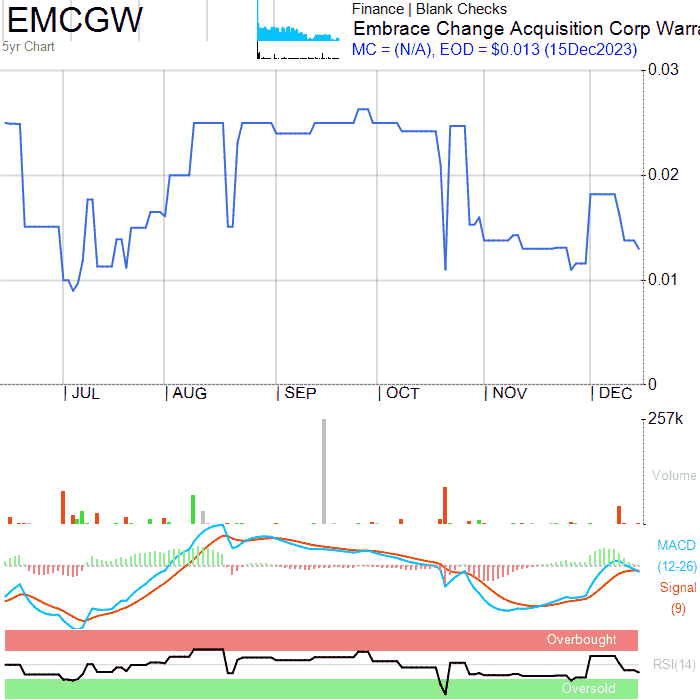 EMCGW
5yr Chart
Finance | Blank Checks
Embrace Change Acquisition Corp Warra
MC = (N/A), EOD = $0.013 (15Dec2023)
0.03
0.02
0.01
0
JUL AUG SEP OCT NOV DEC
257k
Volume
MACD
(12-26)
Signal
(9)
Overbought
RSI(14)
Oversold